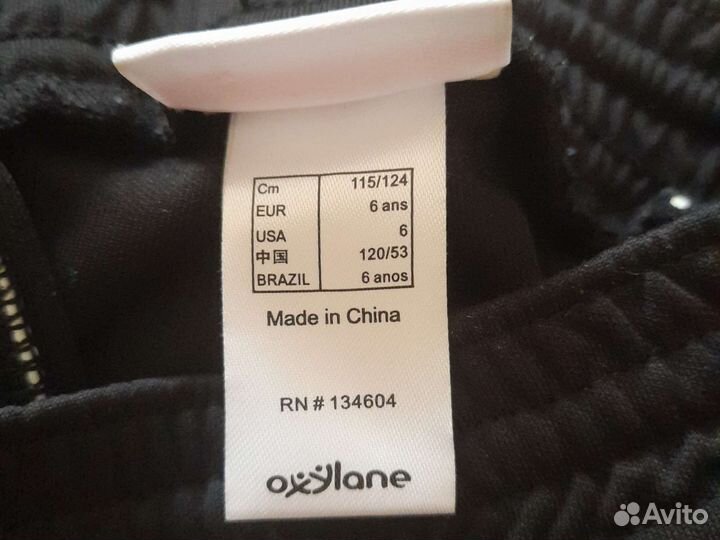 Cm 115/124
EUR 6 ans
USA 6
中国 120/53
BRAZIL 6 anos
Made in China
RN # 134604
oxylane
Avito